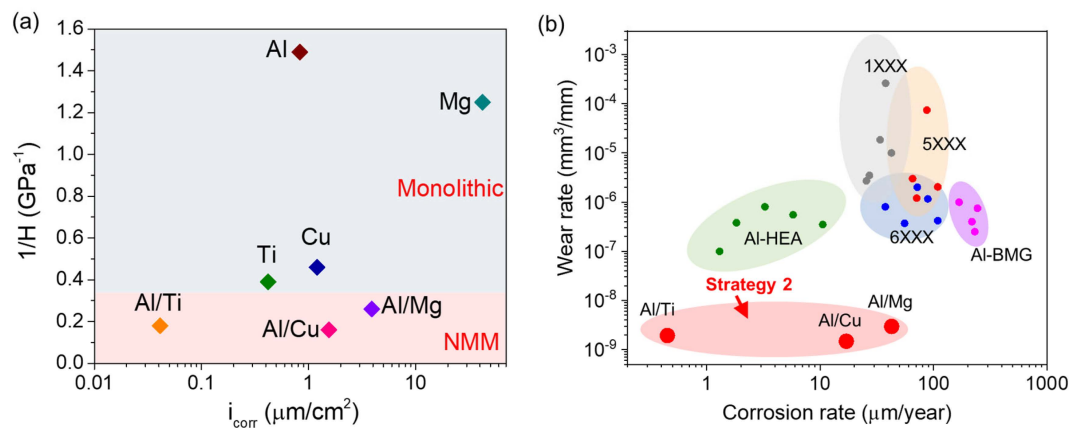 (a)
1.6
1.4
1.2
1.0
0.8
0.6
0.4
0.2
0.0
1/H (GPa⁻¹)
Al
Mg
Monolithic
Cu
Ti
Al/Ti
Al/Mg
Al/Cu
NMM
0.01
0.1
1
10
i_corr (μm/cm²)
(b)
10⁻³
10⁻⁴
10⁻⁵
10⁻⁶
10⁻⁷
10⁻⁸
10⁻⁹
Wear rate (mm³/mm)
1XXX
5XXX
Al-HEA
6XXX
Al-BMG
Strategy 2
Al/Ti
Al/Cu
Al/Mg
1
10
100
1000
Corrosion rate (μm/year)